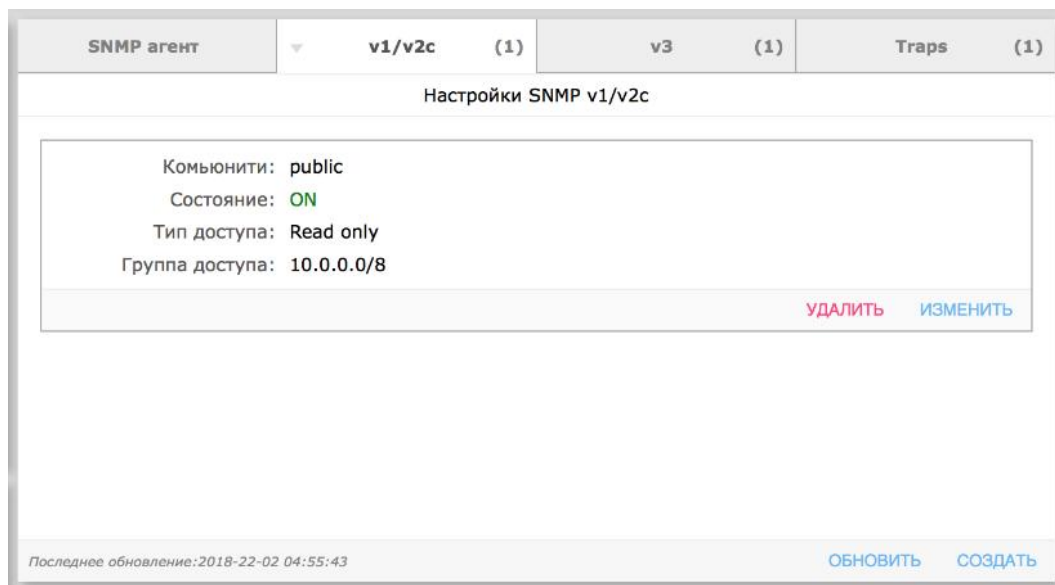 SNMP агент v1/v2c (1) v3 (1) Traps (1)
Настройки SNMP v1/v2c
Комьюнити: public
Состояние: ON
Тип доступа: Read only
Группа доступа: 10.0.0.0/8
УДАЛИТЬ ИЗМЕНИТЬ
Последнее обновление:2018-22-02 04:55:43 ОБНОВИТЬ СОЗДАТЬ